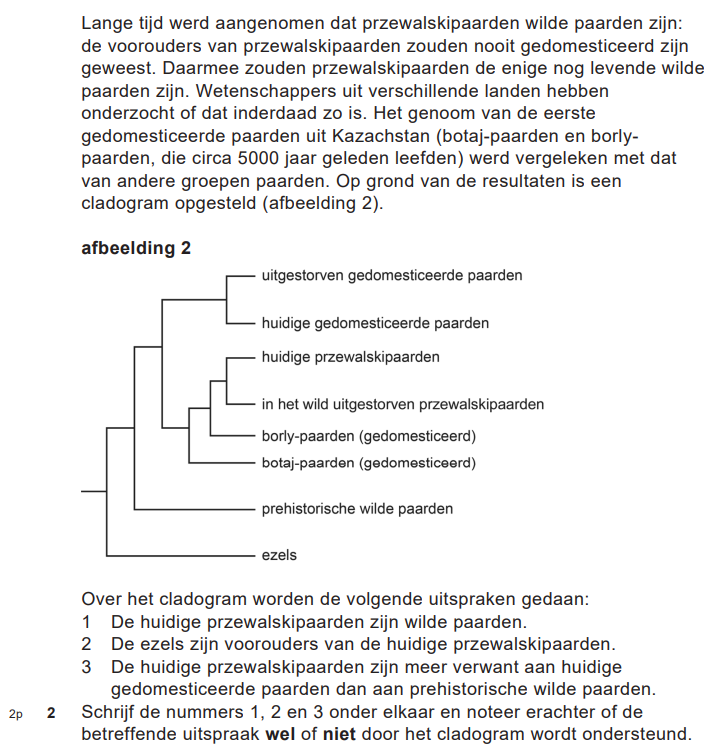 Lange tijd werd aangenomen dat przewalskipaarden wilde paarden zijn:
de voorouders van przewalskipaarden zouden nooit gedomesticeerd zijn
geweest. Daarmee zouden przewalskipaarden de enige nog levende wilde
paarden zijn. Wetenschappers uit verschillende landen hebben
onderzocht of dat inderdaad zo is. Het genoom van de eerste
gedomesticeerde paarden uit Kazachstan (botaj-paarden en borly-
paarden, die circa 5000 jaar geleden leefden) werd vergeleken met dat
van andere groepen paarden. Op grond van de resultaten is een
cladogram opgesteld (afbeelding 2).
afbeelding 2
uitgestorven gedomesticeerde paarden
huidige gedomesticeerde paarden
huidige przewalskipaarden
in het wild uitgestorven przewalskipaarden
borly-paarden (gedomesticeerd)
botaj-paarden (gedomesticeerd)
prehistorische wilde paarden
ezels
Over het cladogram worden de volgende uitspraken gedaan:
1 De huidige przewalskipaarden zijn wilde paarden.
2 De ezels zijn voorouders van de huidige przewalskipaarden.
3 De huidige przewalskipaarden zijn meer verwant aan huidige
gedomesticeerde paarden dan aan prehistorische wilde paarden.
2p 2 Schrijf de nummers 1, 2 en 3 onder elkaar en noteer erachter of de
betreffende uitspraak wel of niet door het cladogram wordt ondersteund.